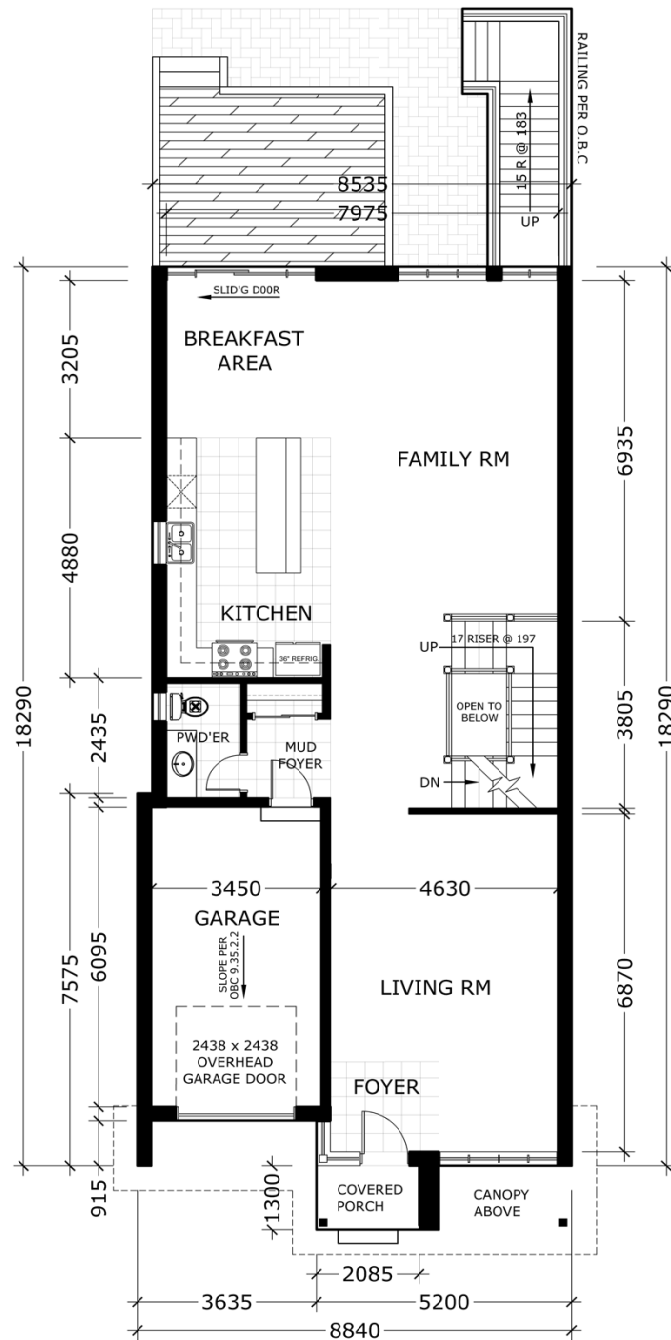 RAILING PER O.B.C
15 R @ 183
UP
8535
7975
SLID'G DOOR
BREAKFAST
AREA
3205
FAMILY RM
6935
4880
KITCHEN
36" REFRIG.
UP
17 RISER @ 197
18290
2435
PWD'ER
MUD
FOYER
OPEN TO
BELOW
3805
18290
DN
3450
4630
GARAGE
SLOPE PER
OBC 9.35.2.2
6095
7575
LIVING RM
6870
2438 x 2438
OVERHEAD
GARAGE DOOR
FOYER
915
1300
COVERED
PORCH
CANOPY
ABOVE
2085
3635
5200
8840